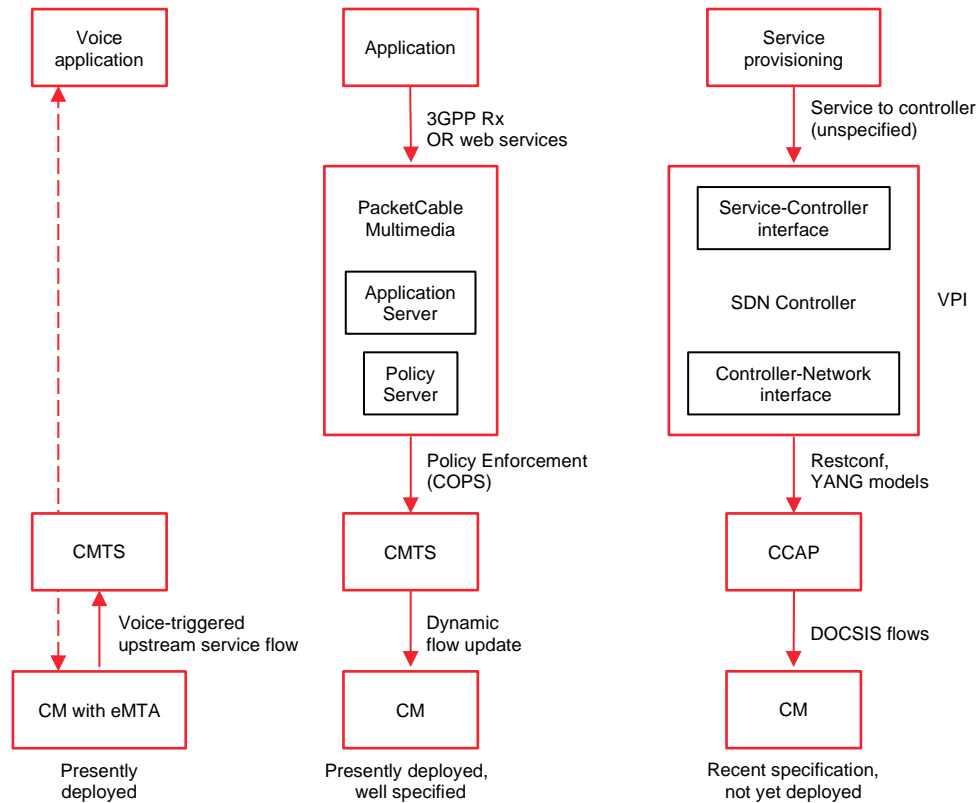 Voice
application
CMTS
Voice-triggered
upstream service flow
CM with eMTA
Presently
deployed
Application
3GPP Rx
OR web services
PacketCable
Multimedia
Application
Server
Policy
Server
Policy Enforcement
(COPS)
CMTS
Dynamic
flow update
CM
Presently deployed,
well specified
Service
provisioning
Service to controller
(unspecified)
Service-Controller
interface
SDN Controller
VPI
Controller-Network
interface
Restconf,
YANG models
CCAP
DOCSIS flows
CM
Recent specification,
not yet deployed